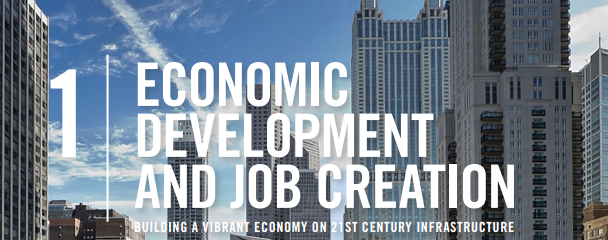 1
ECONOMIC
DEVELOPMENT
AND JOB CREATION
BUILDING A VIBRANT ECONOMY ON 21ST CENTURY INFRASTRUCTURE